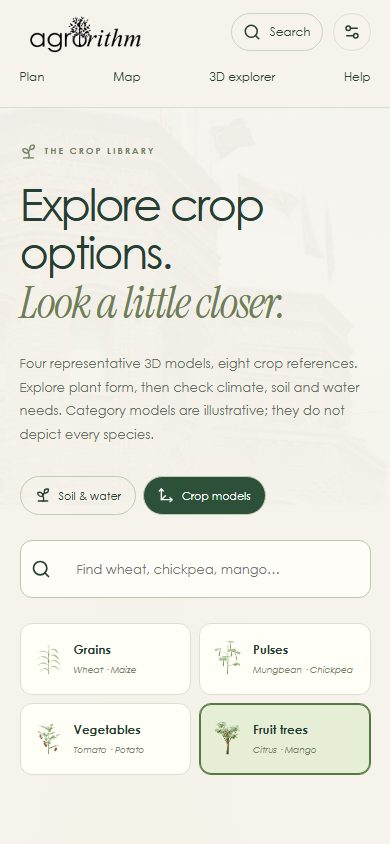 agrorithm
Search
Plan
Map
3D explorer
Help
THE CROP LIBRARY
Explore crop
options.
Look a little closer.
Four representative 3D models, eight crop references.
Explore plant form, then check climate, soil and water
needs. Category models are illustrative; they do not
depict every species.
Soil & water
Crop models
Find wheat, chickpea, mango…
Grains
Wheat · Maize
Pulses
Mungbean · Chickpea
Vegetables
Tomato · Potato
Fruit trees
Citrus · Mango